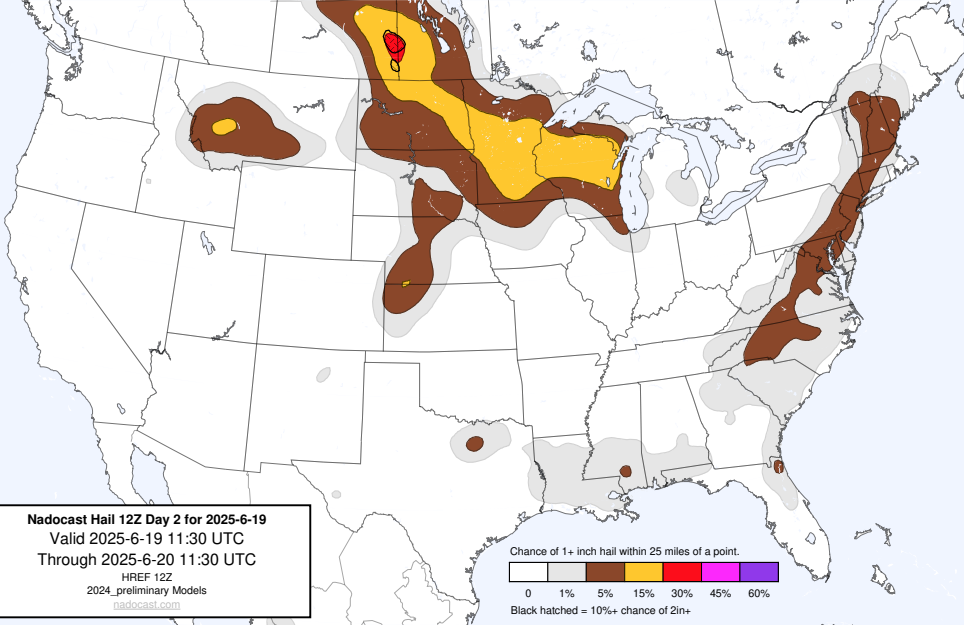 Nadocast Hail 12Z Day 2 for 2025-6-19
Valid 2025-6-19 11:30 UTC
Through 2025-6-20 11:30 UTC
HREF 12Z
2024_preliminary Models
nadocast.com
Chance of 1+ inch hail within 25 miles of a point.
0 1% 5% 15% 30% 45% 60%
Black hatched = 10%+ chance of 2in+